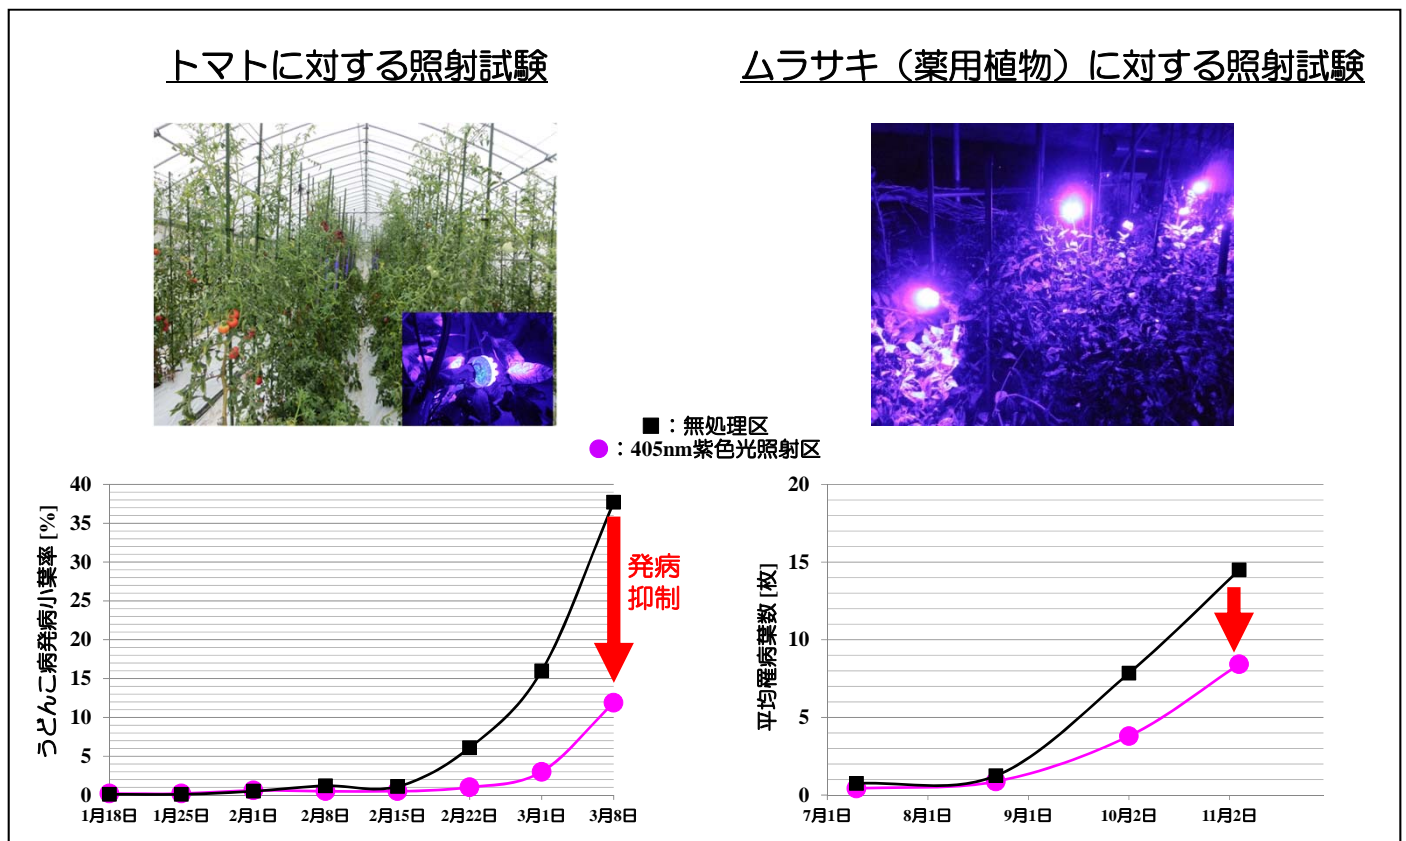 トマトに対する照射試験
ムラサキ（薬用植物）に対する照射試験
■：無処理区
●：405nm紫色光照射区
うどんこ病発病小葉率 [%]
40
35
30
25
20
15
10
5
0
1月18日 1月25日 2月1日 2月8日 2月15日 2月22日 3月1日 3月8日
発病
抑制
平均罹病葉数 [枚]
20
15
10
5
0
7月1日 8月1日 9月1日 10月2日 11月2日